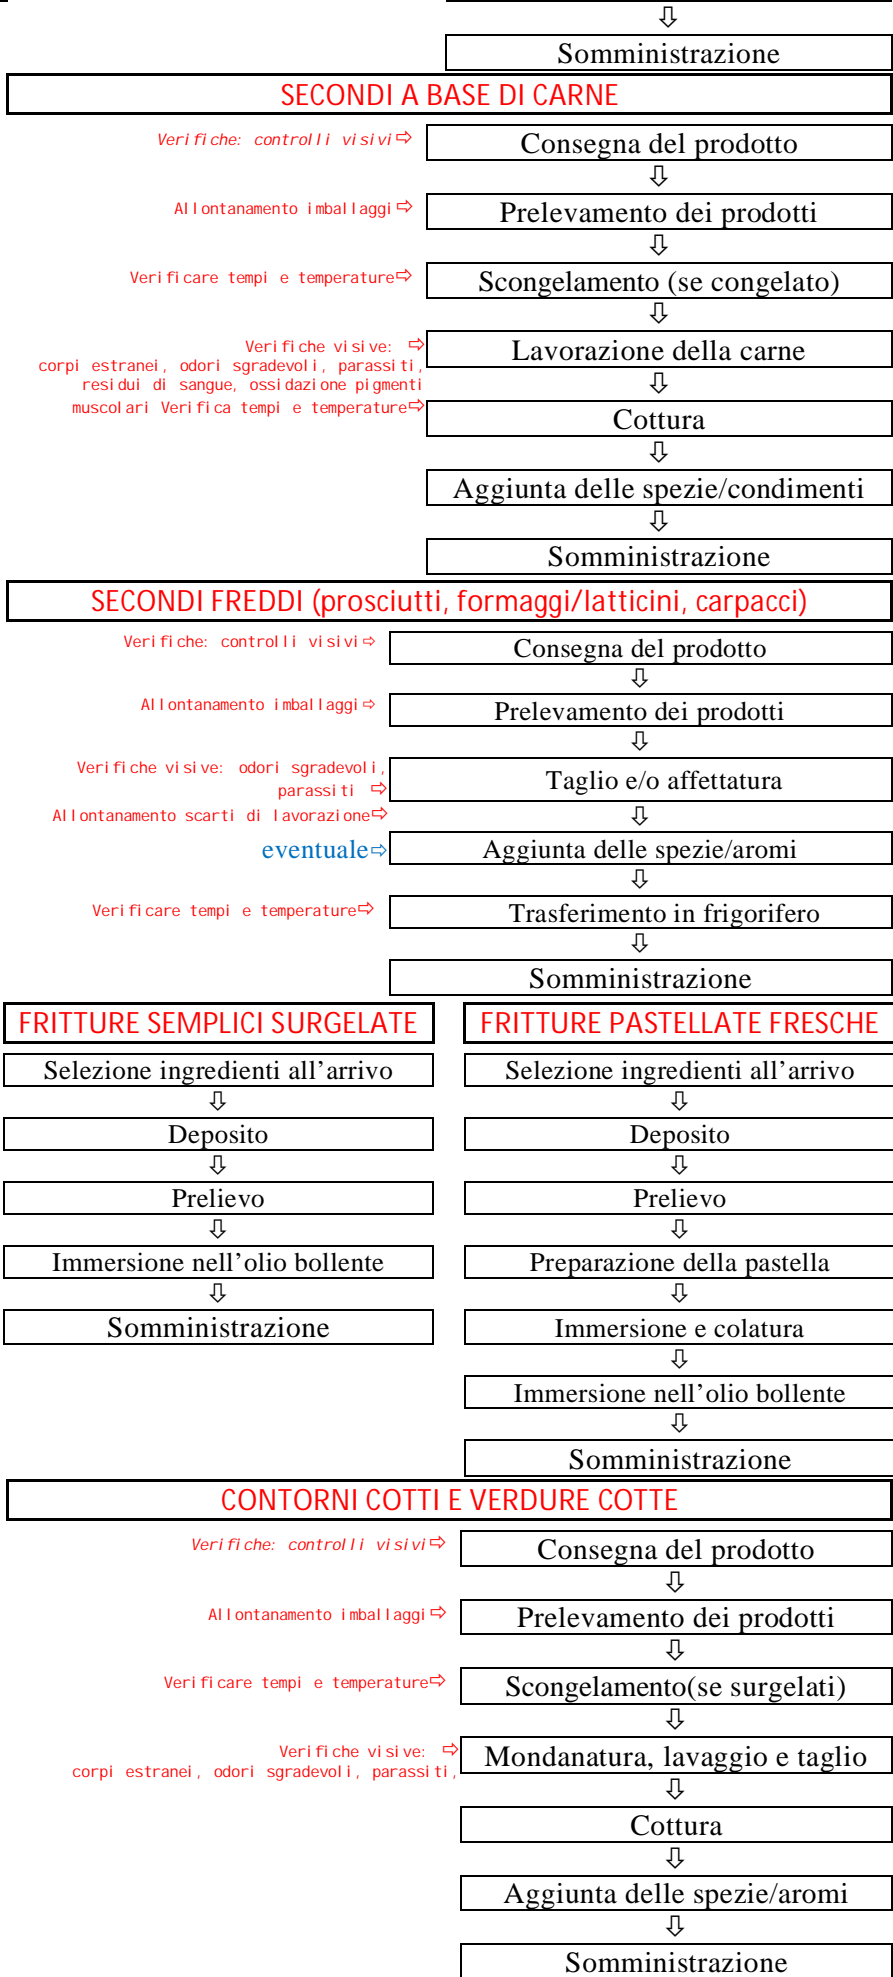 ⇩
Somministrazione
SECONDI A BASE DI CARNE
Verifiche: controlli visivi⇨ Consegna del prodotto
⇩
Allontanamento imballaggi⇨ Prelevamento dei prodotti
⇩
Verificare tempi e temperature⇨ Scongelamento (se congelato)
⇩
Verifiche visive: ⇨ Lavorazione della carne
corpi estranei, odori sgradevoli, parassiti,
residui di sangue, ossidazione pigmenti
⇩
muscolari Verifica tempi e temperature⇨ Cottura
⇩
Aggiunta delle spezie/condimenti
⇩
Somministrazione
SECONDI FREDDI (prosciutti, formaggi/latticini, carpacci)
Verifiche: controlli visivi⇨ Consegna del prodotto
⇩
Allontanamento imballaggi⇨ Prelevamento dei prodotti
⇩
Verifiche visive: odori sgradevoli,
parassiti ⇨ Taglio e/o affettatura
Allontanamento scarti di lavorazione⇨ ⇩
eventuale⇨ Aggiunta delle spezie/aromi
⇩
Verificare tempi e temperature⇨ Trasferimento in frigorifero
⇩
Somministrazione
FRITTURE SEMPLICI SURGELATE
Selezione ingredienti all’arrivo
⇩
Deposito
⇩
Prelievo
⇩
Immersione nell’olio bollente
⇩
Somministrazione
FRITTURE PASTELLATE FRESCHE
Selezione ingredienti all’arrivo
⇩
Deposito
⇩
Prelievo
⇩
Preparazione della pastella
⇩
Immersione e colatura
⇩
Immersione nell’olio bollente
⇩
Somministrazione
CONTORNI COTTI E VERDURE COTTE
Verifiche: controlli visivi⇨ Consegna del prodotto
⇩
Allontanamento imballaggi⇨ Prelevamento dei prodotti
⇩
Verificare tempi e temperature⇨ Scongelamento(se surgelati)
⇩
Verifiche visive: ⇨ Mondanatura, lavaggio e taglio
corpi estranei, odori sgradevoli, parassiti,
⇩
Cottura
⇩
Aggiunta delle spezie/aromi
⇩
Somministrazione